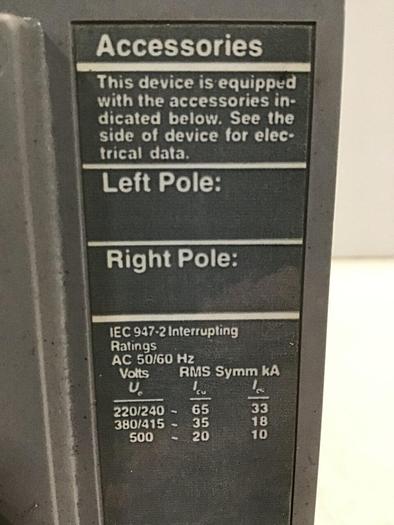 Accessories
This device is equipped
with the accessories in-
dicated below. See the
side of device for elec-
trical data.
Left Pole:
Right Pole:
IEC 947-2 Interrupting
Ratings
AC 50/60 Hz
Volts RMS Symm kA
Ue Icu Ics
220/240 ~ 65 33
380/415 ~ 35 18
500 ~ 20 10